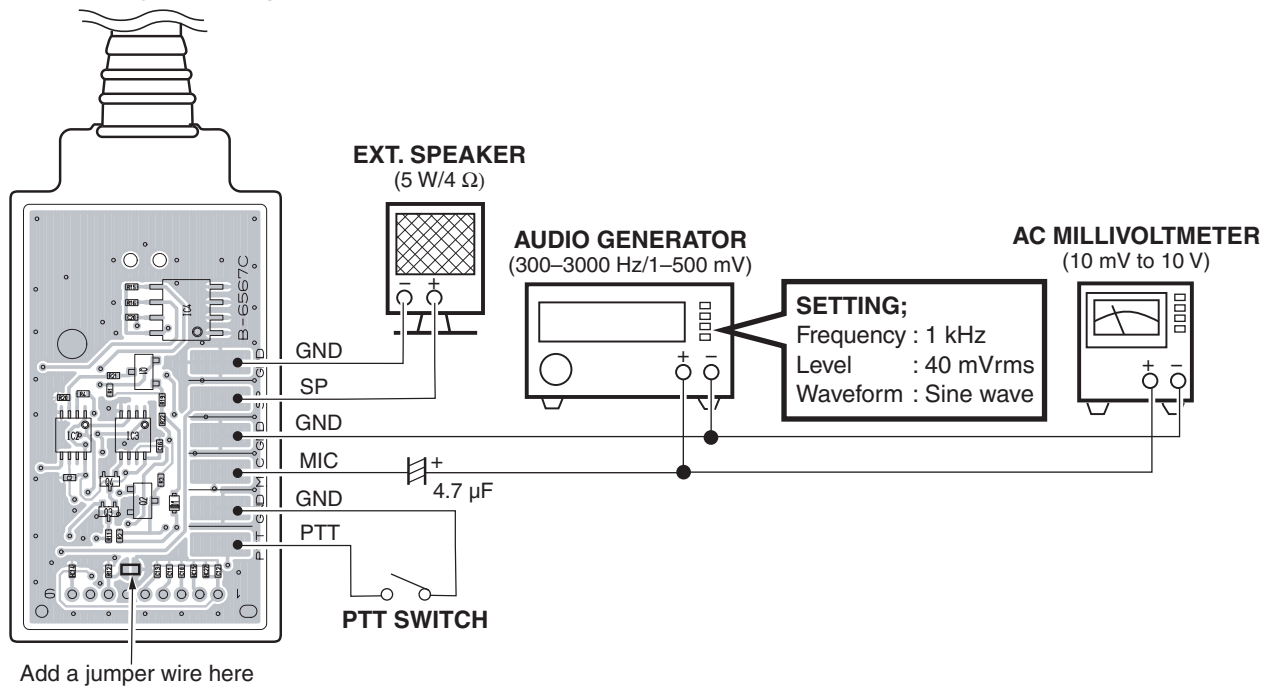 EXT. SPEAKER
(5 W/4 Ω)
AUDIO GENERATOR
(300–3000 Hz/1–500 mV)
AC MILLIVOLTMETER
(10 mV to 10 V)
SETTING;
Frequency : 1 kHz
Level : 40 mVrms
Waveform : Sine wave
B-6567C
IC4
IC2
IC3
GND
SP
GND
MIC
+
4.7 µF
GND
PTT
PTT SWITCH
− +
+ −
+ −
9
1
Add a jumper wire here